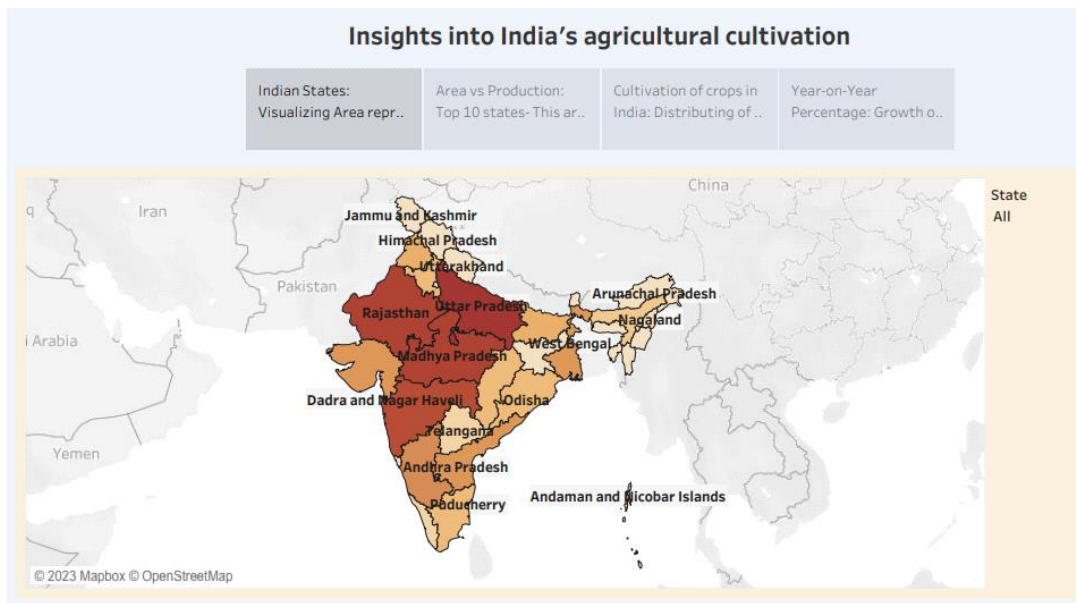 Insights into India's agricultural cultivation
Indian States:
Visualizing Area repr..
Area vs Production:
Top 10 states- This ar..
Cultivation of crops in
India: Distributing of ..
Year-on-Year
Percentage: Growth o..
State
All
China
Iran
Jammu and Kashmir
Himachal Pradesh
Uttarakhand
Pakistan
Arunachal Pradesh
Rajasthan
Uttar Pradesh
Nagaland
i Arabia
West Bengal
Madhya Pradesh
Dadra and Nagar Haveli
Odisha
Telangana
Yemen
Andhra Pradesh
Puducherry
Andaman and Nicobar Islands
© 2023 Mapbox © OpenStreetMap